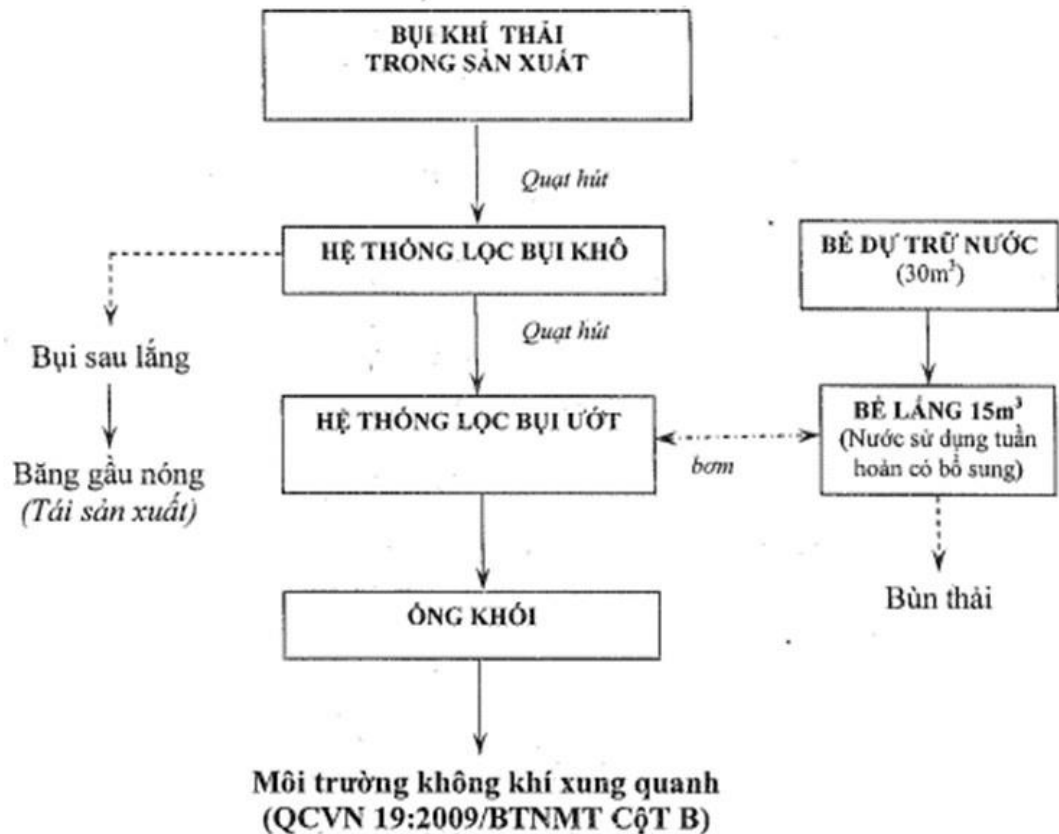 BỤI KHÍ THẢI
TRONG SẢN XUẤT
Quạt hút
HỆ THỐNG LỌC BỤI KHÔ
BỂ DỰ TRỮ NƯỚC
(30m³)
Quạt hút
Bụi sau lắng
HỆ THỐNG LỌC BỤI ƯỚT
BỂ LẮNG 15m³
(Nước sử dụng tuần
hoàn có bổ sung)
bơm
Băng gầu nóng
(Tái sản xuất)
Bùn thải
ỐNG KHÓI
Môi trường không khí xung quanh
(QCVN 19:2009/BTNMT CỘT B)